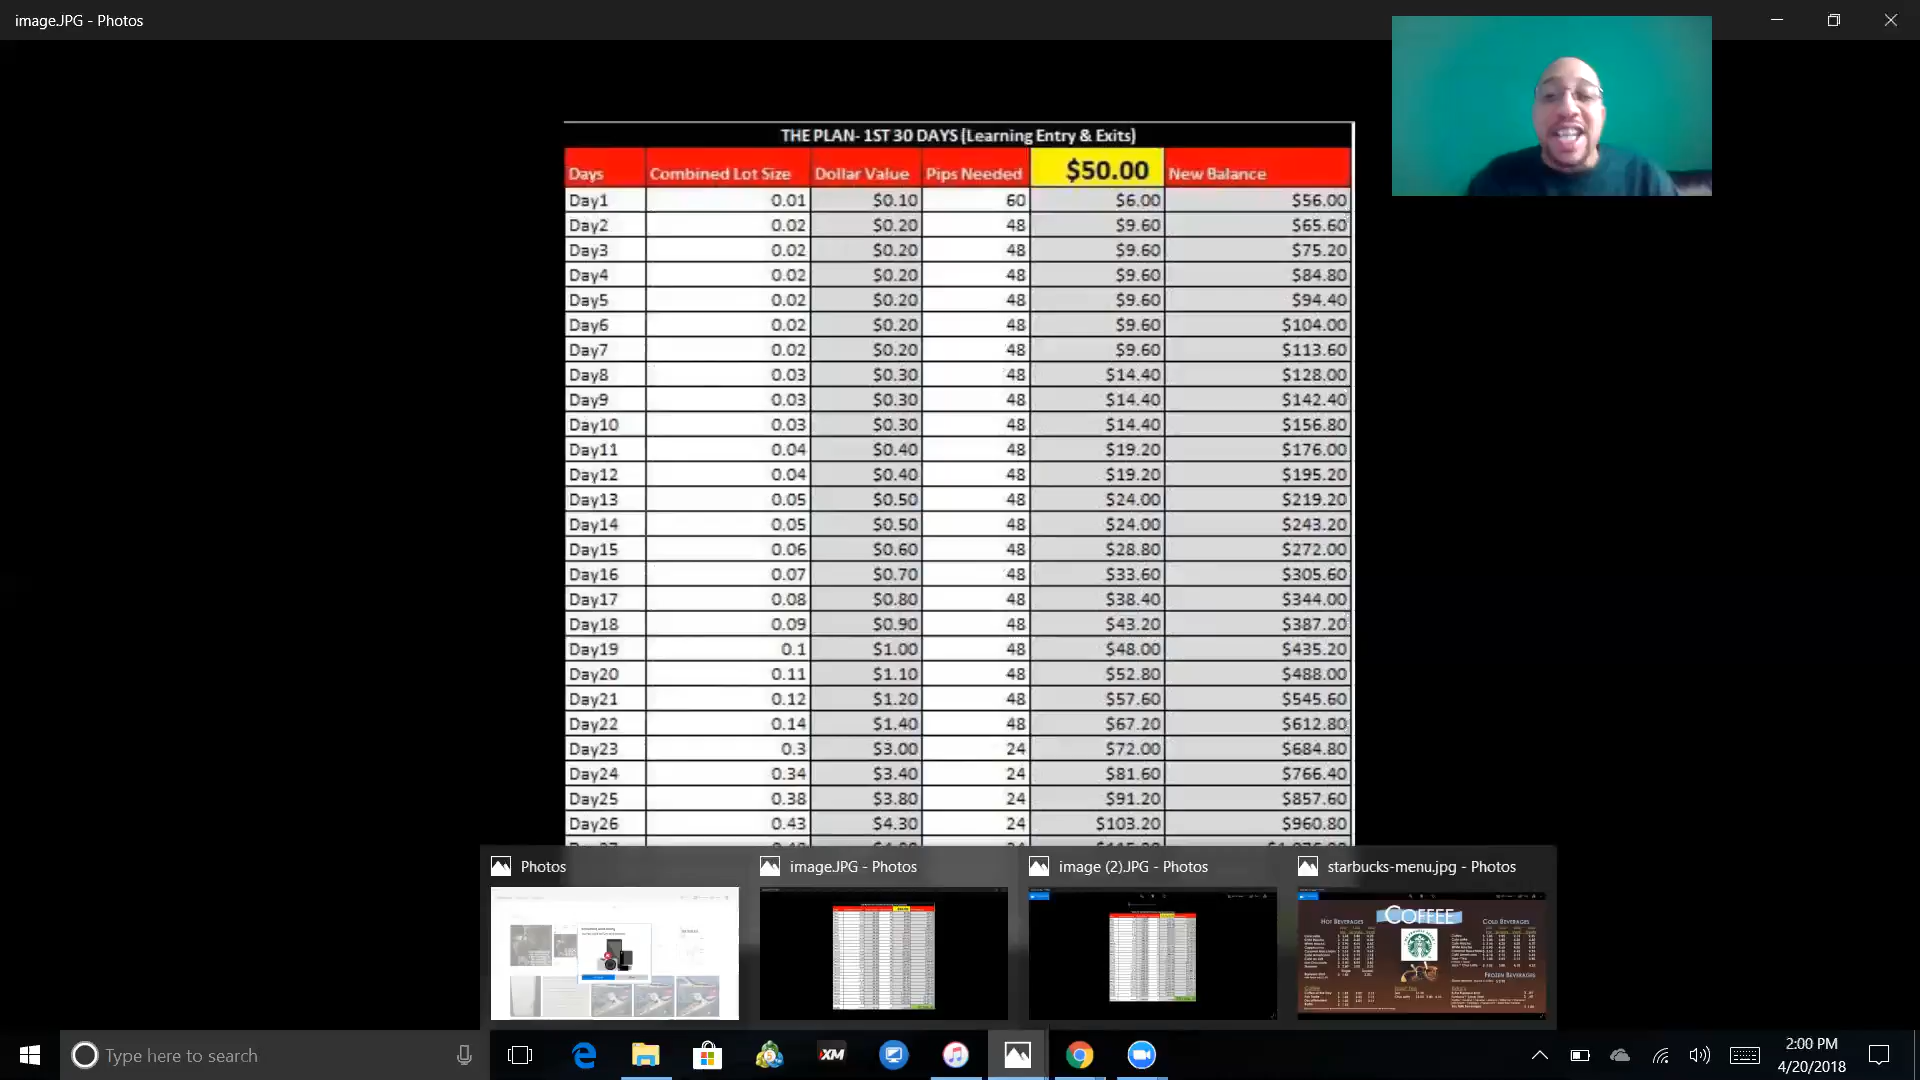 image.JPG - Photos
THE PLAN- 1ST 30 DAYS (Learning Entry & Exits)
Days Combined Lot Size Dollar Value Pips Needed $50.00 New Balance
Day1 0.01 $0.10 60 $6.00 $56.00
Day2 0.02 $0.20 48 $9.60 $65.60
Day3 0.02 $0.20 48 $9.60 $75.20
Day4 0.02 $0.20 48 $9.60 $84.80
Day5 0.02 $0.20 48 $9.60 $94.40
Day6 0.02 $0.20 48 $9.60 $104.00
Day7 0.02 $0.20 48 $9.60 $113.60
Day8 0.03 $0.30 48 $14.40 $128.00
Day9 0.03 $0.30 48 $14.40 $142.40
Day10 0.03 $0.30 48 $14.40 $156.80
Day11 0.04 $0.40 48 $19.20 $176.00
Day12 0.04 $0.40 48 $19.20 $195.20
Day13 0.05 $0.50 48 $24.00 $219.20
Day14 0.05 $0.50 48 $24.00 $243.20
Day15 0.06 $0.60 48 $28.80 $272.00
Day16 0.07 $0.70 48 $33.60 $305.60
Day17 0.08 $0.80 48 $38.40 $344.00
Day18 0.09 $0.90 48 $43.20 $387.20
Day19 0.1 $1.00 48 $48.00 $435.20
Day20 0.11 $1.10 48 $52.80 $488.00
Day21 0.12 $1.20 48 $57.60 $545.60
Day22 0.14 $1.40 48 $67.20 $612.80
Day23 0.3 $3.00 24 $72.00 $684.80
Day24 0.34 $3.40 24 $81.60 $766.40
Day25 0.38 $3.80 24 $91.20 $857.60
Day26 0.43 $4.30 24 $103.20 $960.80
Photos image.JPG - Photos image (2).JPG - Photos starbucks-menu.jpg - Photos
COFFEE
HOT BEVERAGES COLD BEVERAGES
FROZEN BEVERAGES
Type here to search XM 2:00 PM
4/20/2018